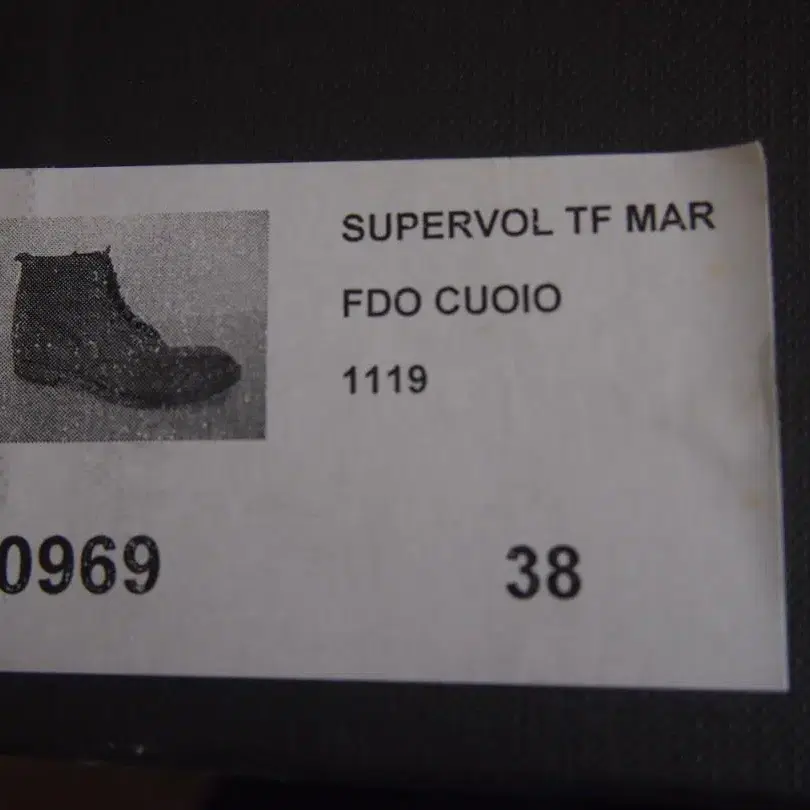 SUPERVOL TF MAR
FDO CUOIO
1119
0969 38